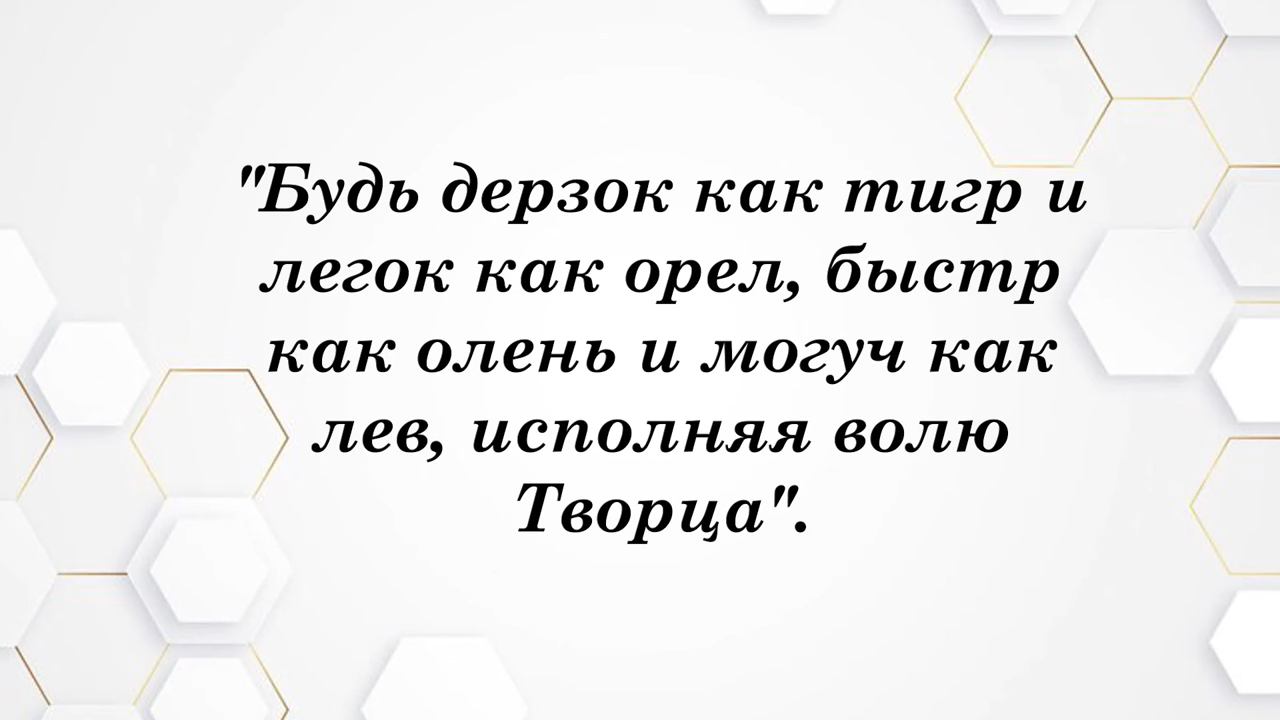 "Будь дерзок как тигр и
легок как орел, быстр
как олень и могуч как
лев, исполняя волю
Творца".